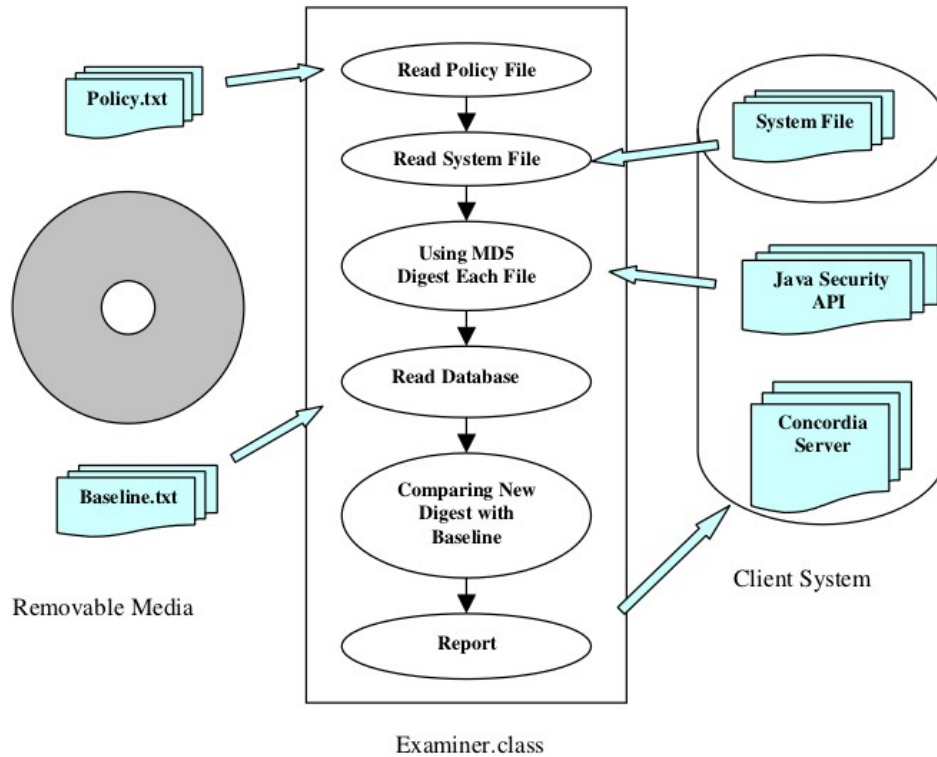 Policy.txt
Read Policy File
System File
Read System File
Using MD5
Digest Each File
Java Security
API
Read Database
Concordia
Server
Baseline.txt
Comparing New
Digest with
Baseline
Client System
Removable Media
Report
Examiner.class